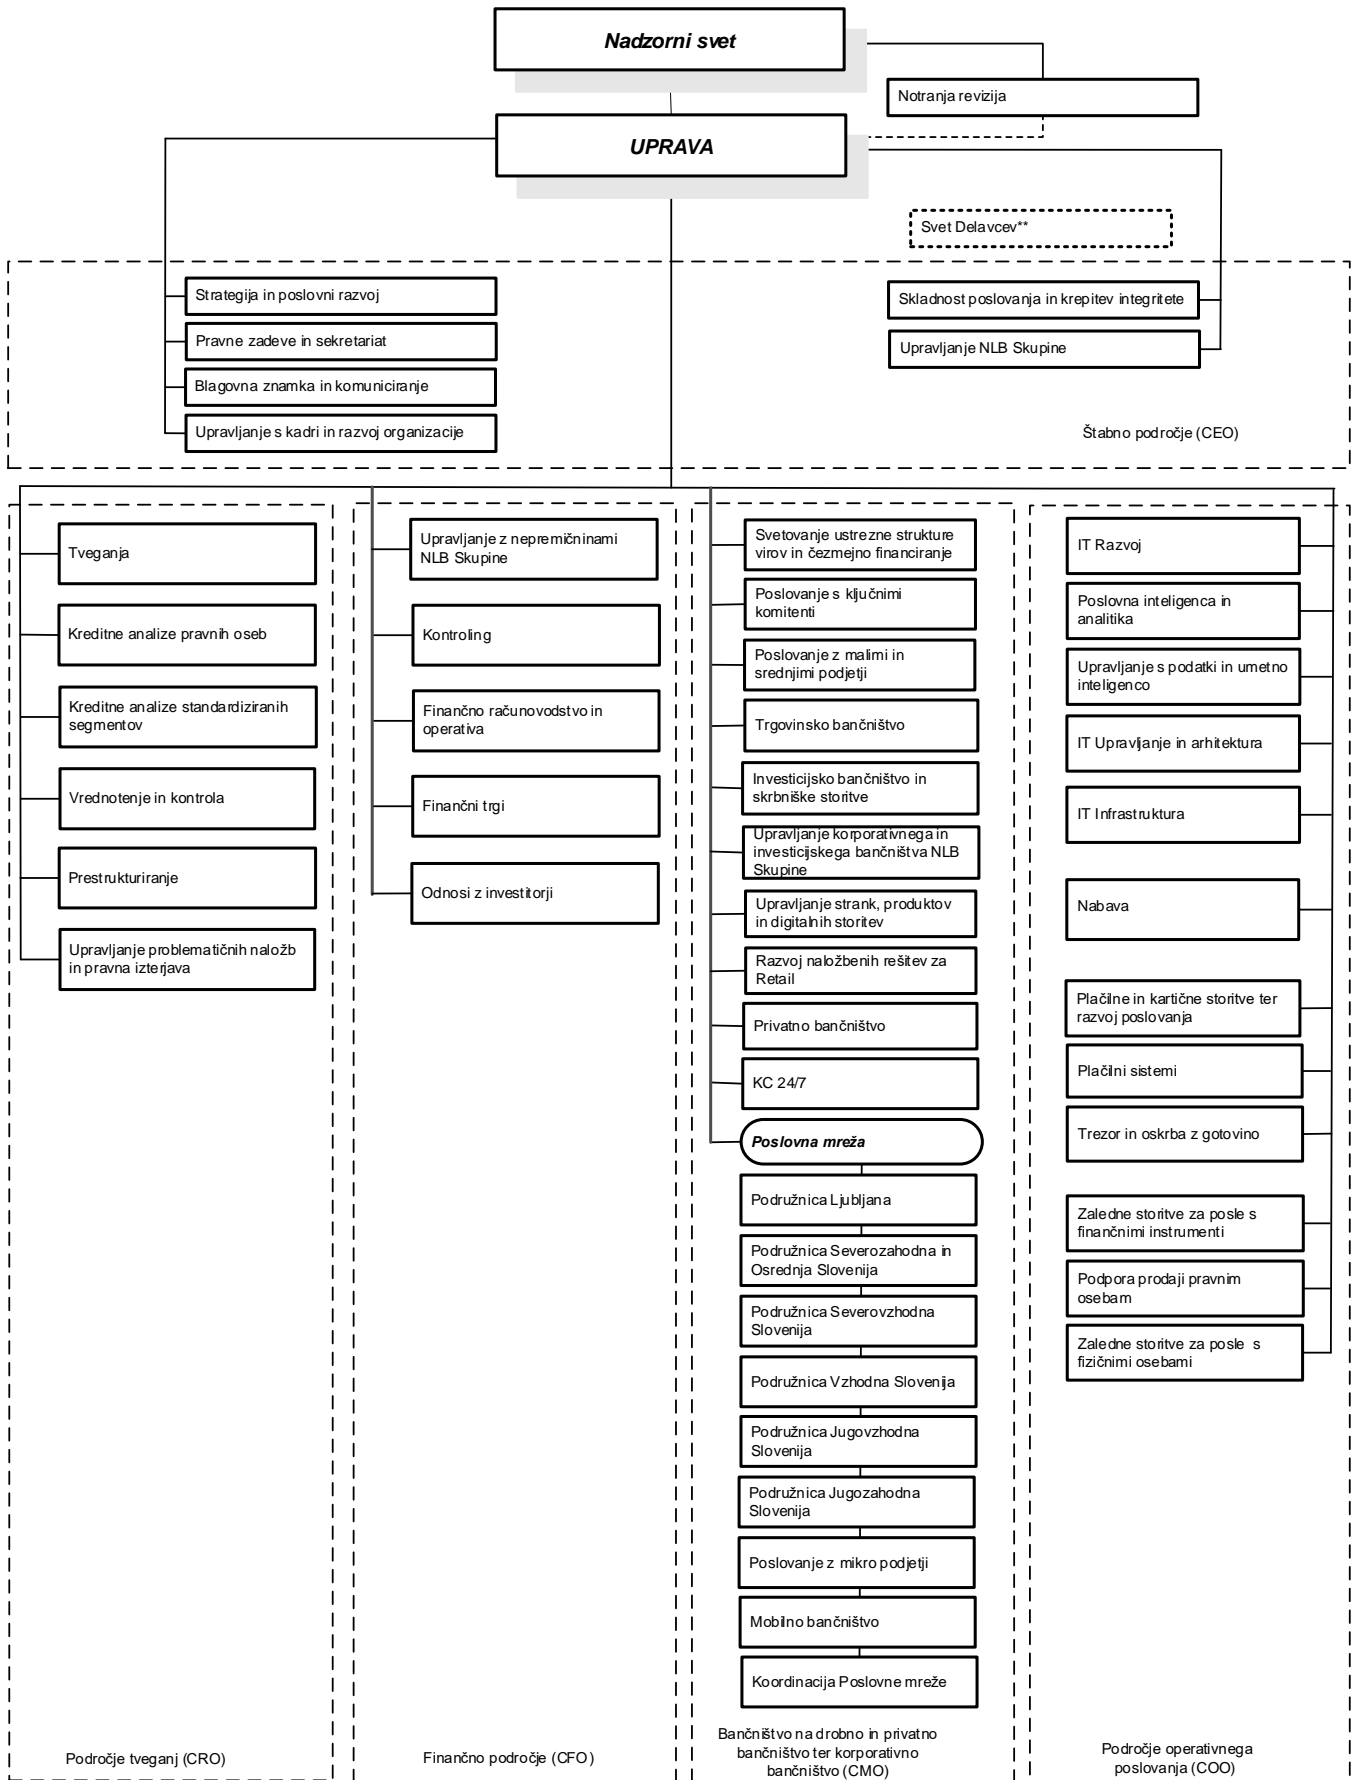 Nadzorni svet
Notranja revizija
UPRAVA
Svet Delavcev**
Strategija in poslovni razvoj
Pravne zadeve in sekretariat
Blagovna znamka in komuniciranje
Upravljanje s kadri in razvoj organizacije
Skladnost poslovanja in krepitev integritete
Upravljanje NLB Skupine
Štabno področje (CEO)
Tveganja
Kreditne analize pravnih oseb
Kreditne analize standardiziranih
segmentov
Vrednotenje in kontrola
Prestrukturiranje
Upravljanje problematičnih naložb
in pravna izterjava
Področje tveganj (CRO)
Upravljanje z nepremičninami
NLB Skupine
Kontroling
Finančno računovodstvo in
operativa
Finančni trgi
Odnosi z investitorji
Finančno področje (CFO)
Svetovanje ustrezne strukture
virov in čezmejno financiranje
Poslovanje s ključnimi
komitenti
Poslovanje z malimi in
srednjimi podjetji
Trgovinsko bančništvo
Investicijsko bančništvo in
skrbniške storitve
Upravljanje korporativnega in
investicijskega bančništva NLB
Skupine
Upravljanje strank, produktov
in digitalnih storitev
Razvoj naložbenih rešitev za
Retail
Privatno bančništvo
KC 24/7
Poslovna mreža
Podružnica Ljubljana
Podružnica Severozahodna in
Osrednja Slovenija
Podružnica Severovzhodna
Slovenija
Podružnica Vzhodna Slovenija
Podružnica Jugovzhodna
Slovenija
Podružnica Jugozahodna
Slovenija
Poslovanje z mikro podjetji
Mobilno bančništvo
Koordinacija Poslovne mreže
Bančništvo na drobno in privatno
bančništvo ter korporativno
bančništvo (CMO)
IT Razvoj
Poslovna inteligenca in
analitika
Upravljanje s podatki in umetno
inteligenco
IT Upravljanje in arhitektura
IT Infrastruktura
Nabava
Plačilne in kartične storitve ter
razvoj poslovanja
Plačilni sistemi
Trezor in oskrba z gotovino
Zaledne storitve za posle s
finančnimi instrumenti
Podpora prodaji pravnim
osebam
Zaledne storitve za posle s
fizičnimi osebami
Področje operativnega
poslovanja (COO)